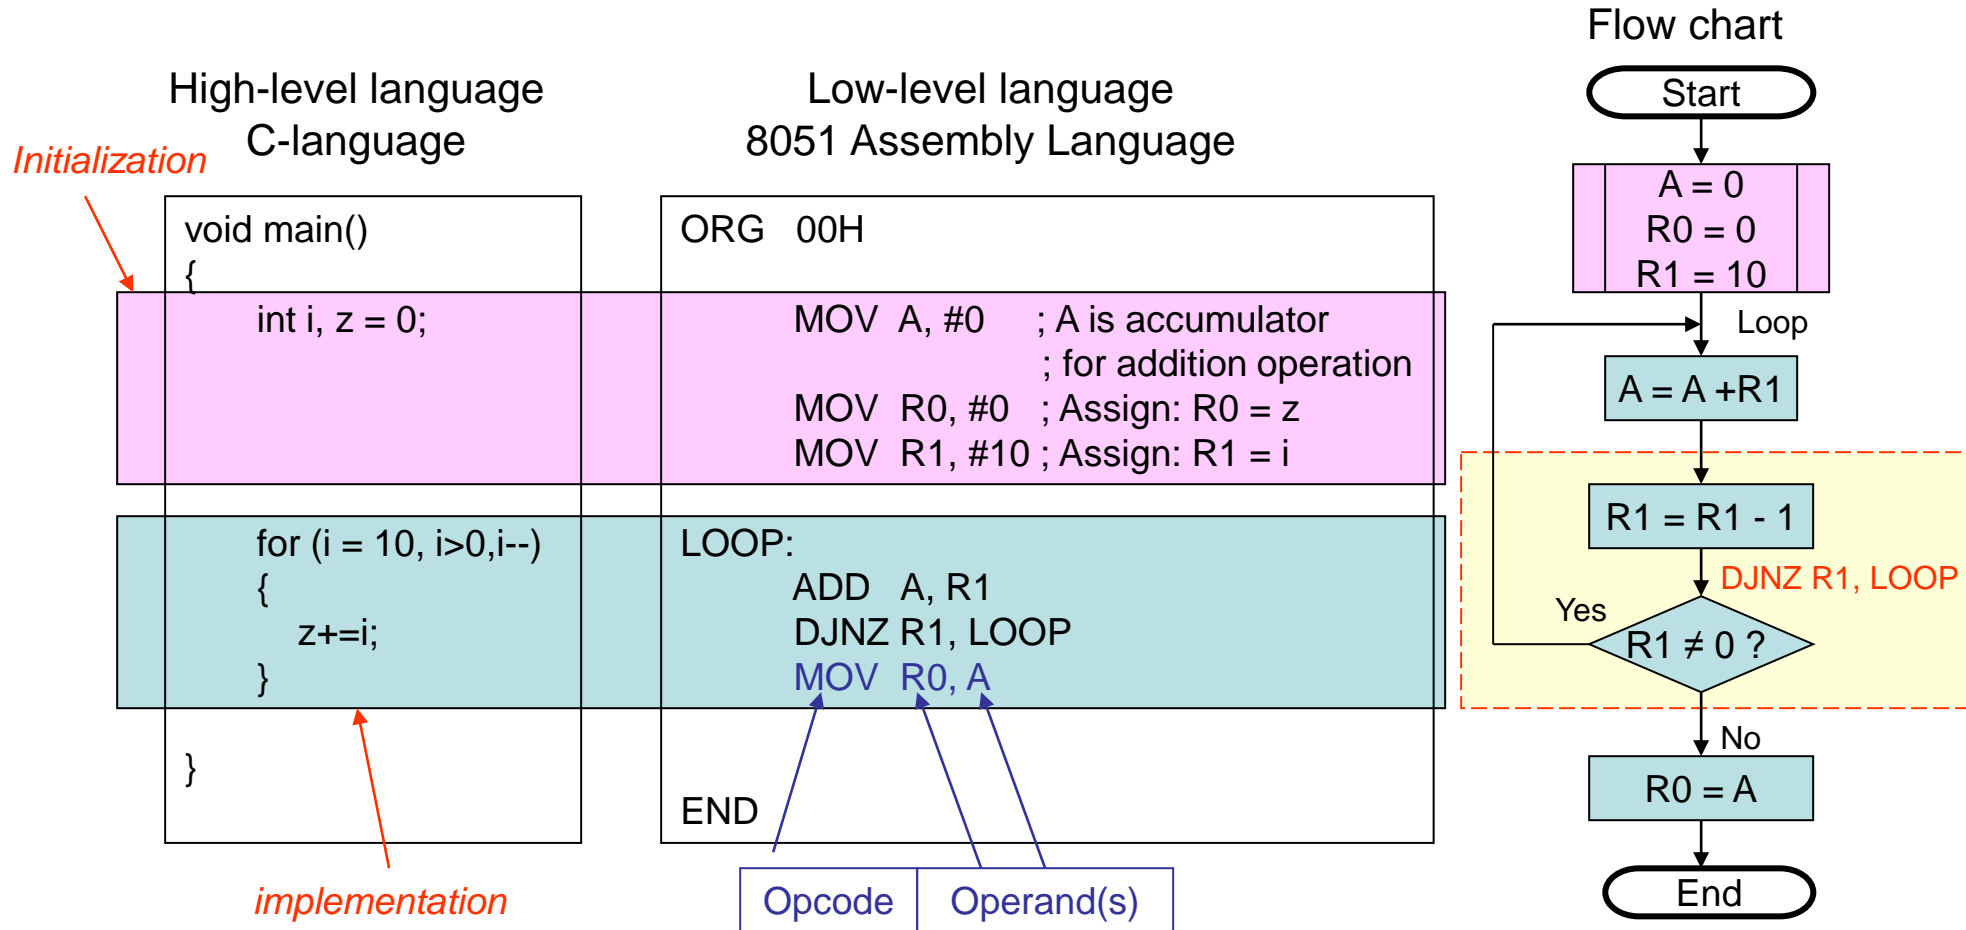 Flow chart
High-level language
C-language
Low-level language
8051 Assembly Language
Initialization
void main()
{
int i, z = 0;
for (i = 10, i>0,i--)
{
z+=i;
}
}
implementation
ORG 00H
MOV A, #0 ; A is accumulator
; for addition operation
MOV R0, #0 ; Assign: R0 = z
MOV R1, #10 ; Assign: R1 = i
LOOP:
ADD A, R1
DJNZ R1, LOOP
MOV R0, A
END
Opcode
Operand(s)
Start
A = 0
R0 = 0
R1 = 10
Loop
A = A +R1
R1 = R1 - 1
DJNZ R1, LOOP
Yes
R1 ≠ 0 ?
No
R0 = A
End